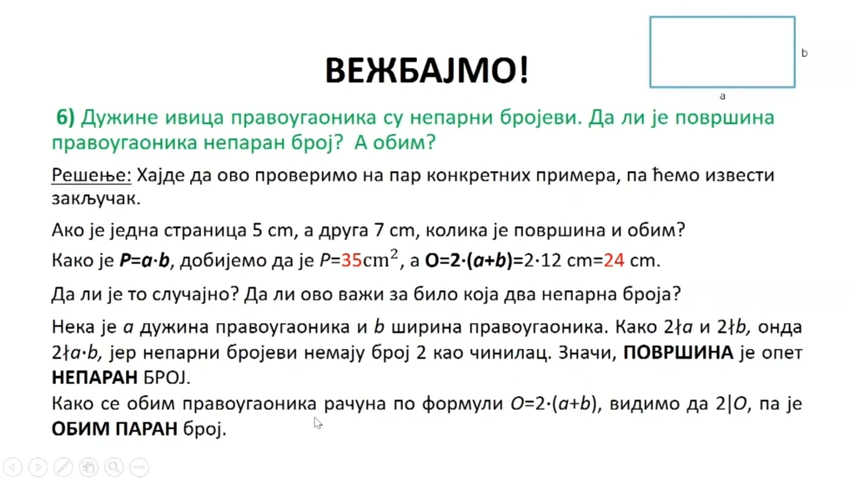 ВЕЖБАЈМО!
b
a
6) Дужине ивица правоугаоника су непарни бројеви. Да ли је површина
правоугаоника непаран број? А обим?
Решење: Хајде да ово проверимо на пар конкретних примера, па ћемо извести
закључак.
Ако је једна страница 5 cm, а друга 7 cm, колика је површина и обим?
Како је P=a·b, добијемо да је P=35cm², а O=2·(a+b)=2·12 cm=24 cm.
Да ли је то случајно? Да ли ово важи за било која два непарна броја?
Нека је a дужина правоугаоника и b ширина правоугаоника. Како 2ła и 2łb, онда
2ła·b, јер непарни бројеви немају број 2 као чинилац. Значи, ПОВРШИНА је опет
НЕПАРАН БРОЈ.
Како се обим правоугаоника рачуна по формули O=2·(a+b), видимо да 2|O, па је
ОБИМ ПАРАН број.